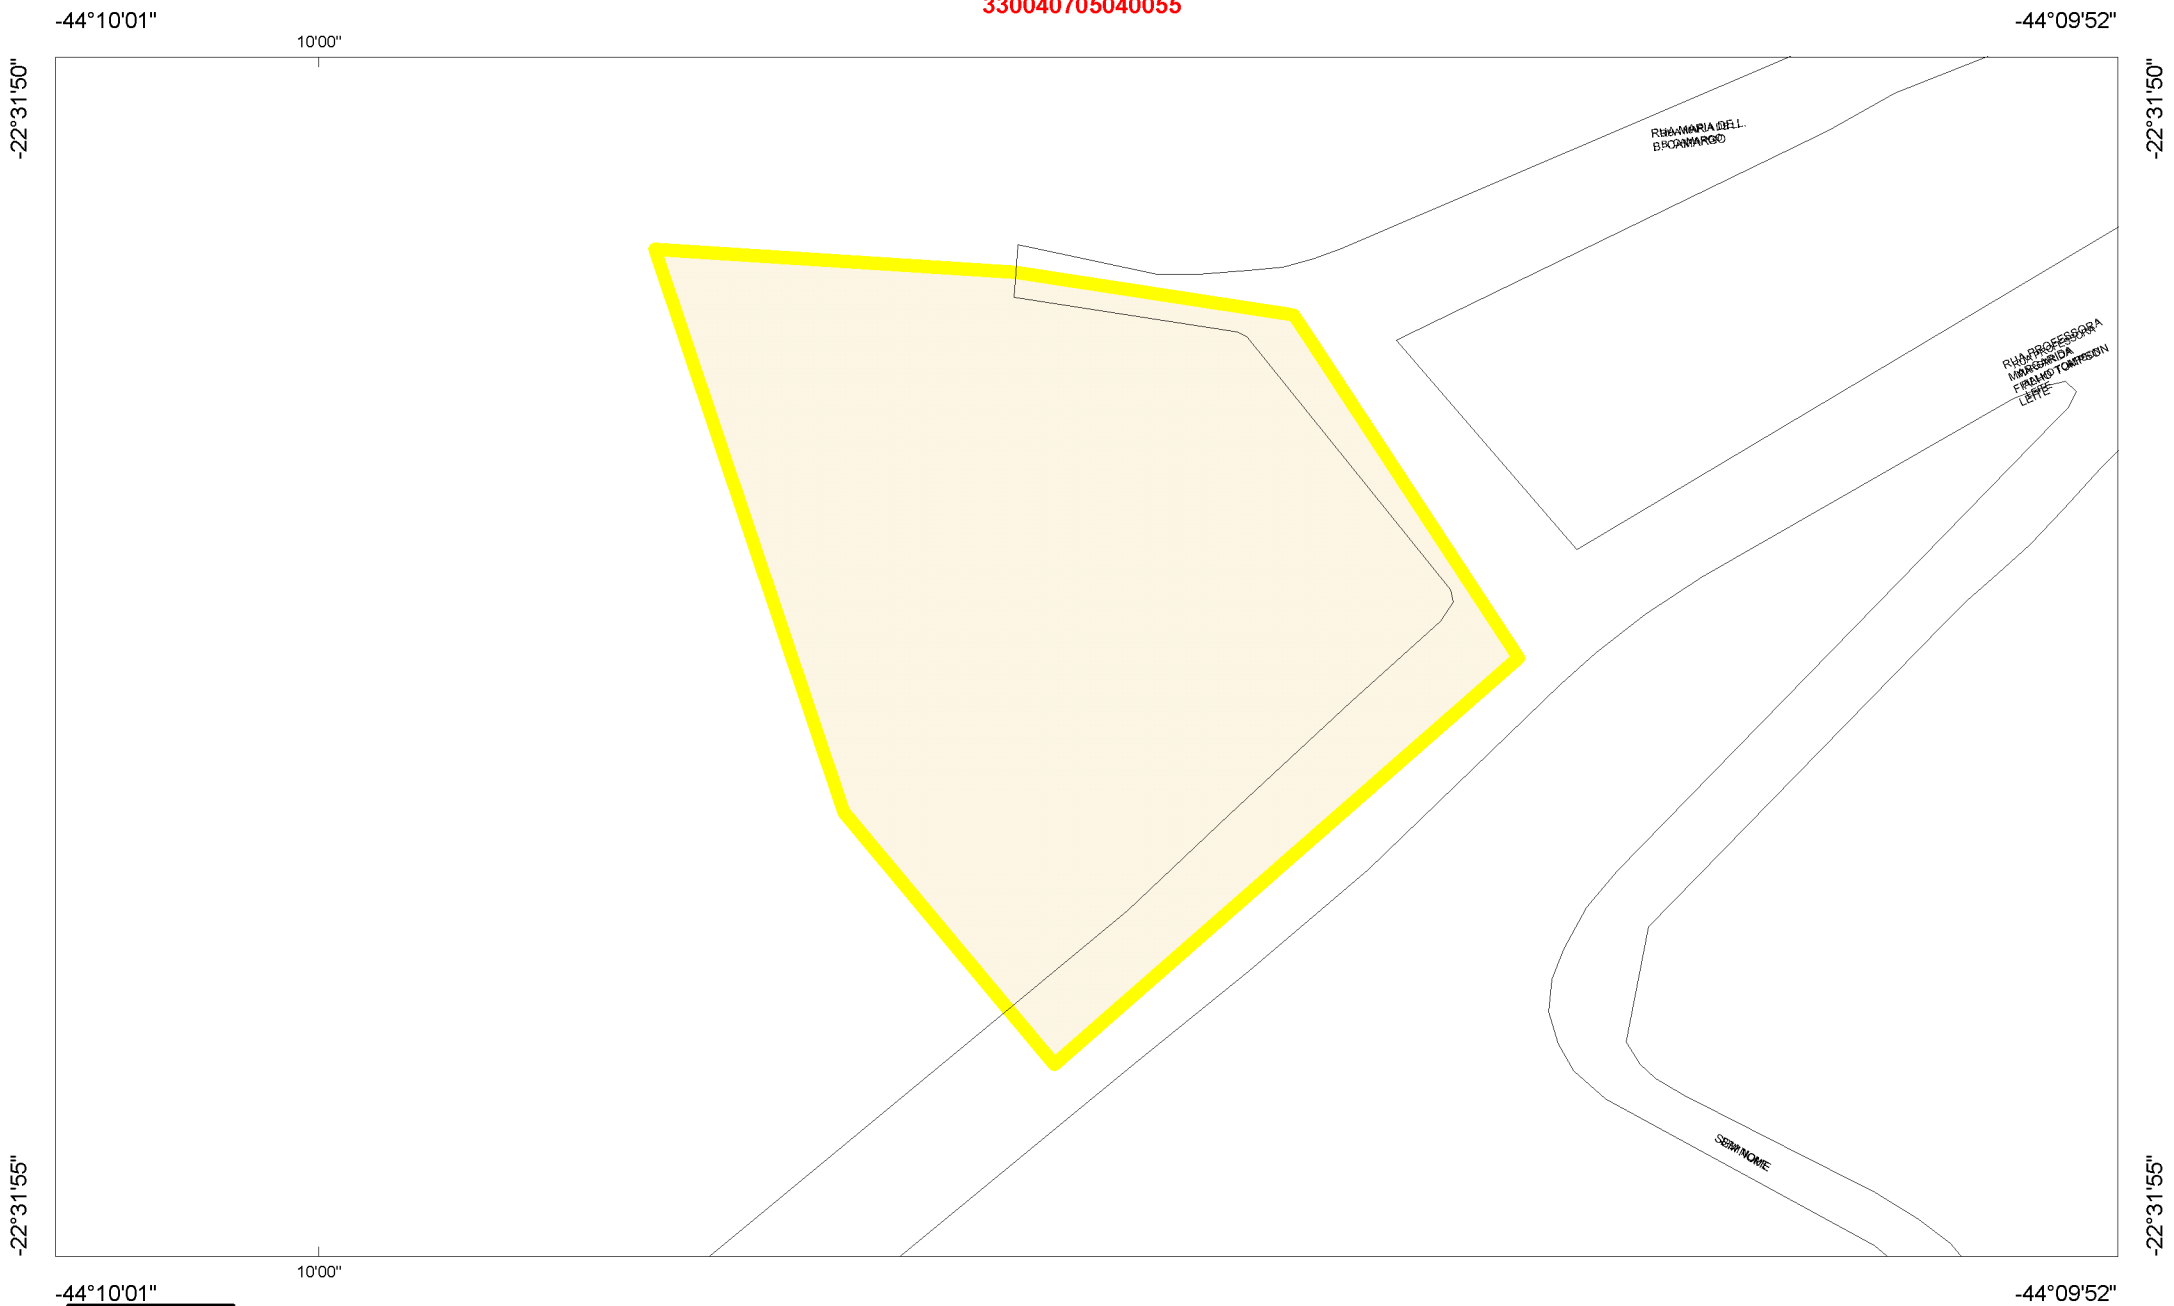 330040705040055
-44°10'01"
-44°09'52"
10'00"
-22°31'50"
-22°31'50"
RUA MARIA DE L.
B. CAMARGO
RUA PROFESSORA
MARGARIDA
FIALHO TOMPSON
LEITE
SEM NOME
-22°31'55"
-22°31'55"
10'00"
-44°10'01"
-44°09'52"